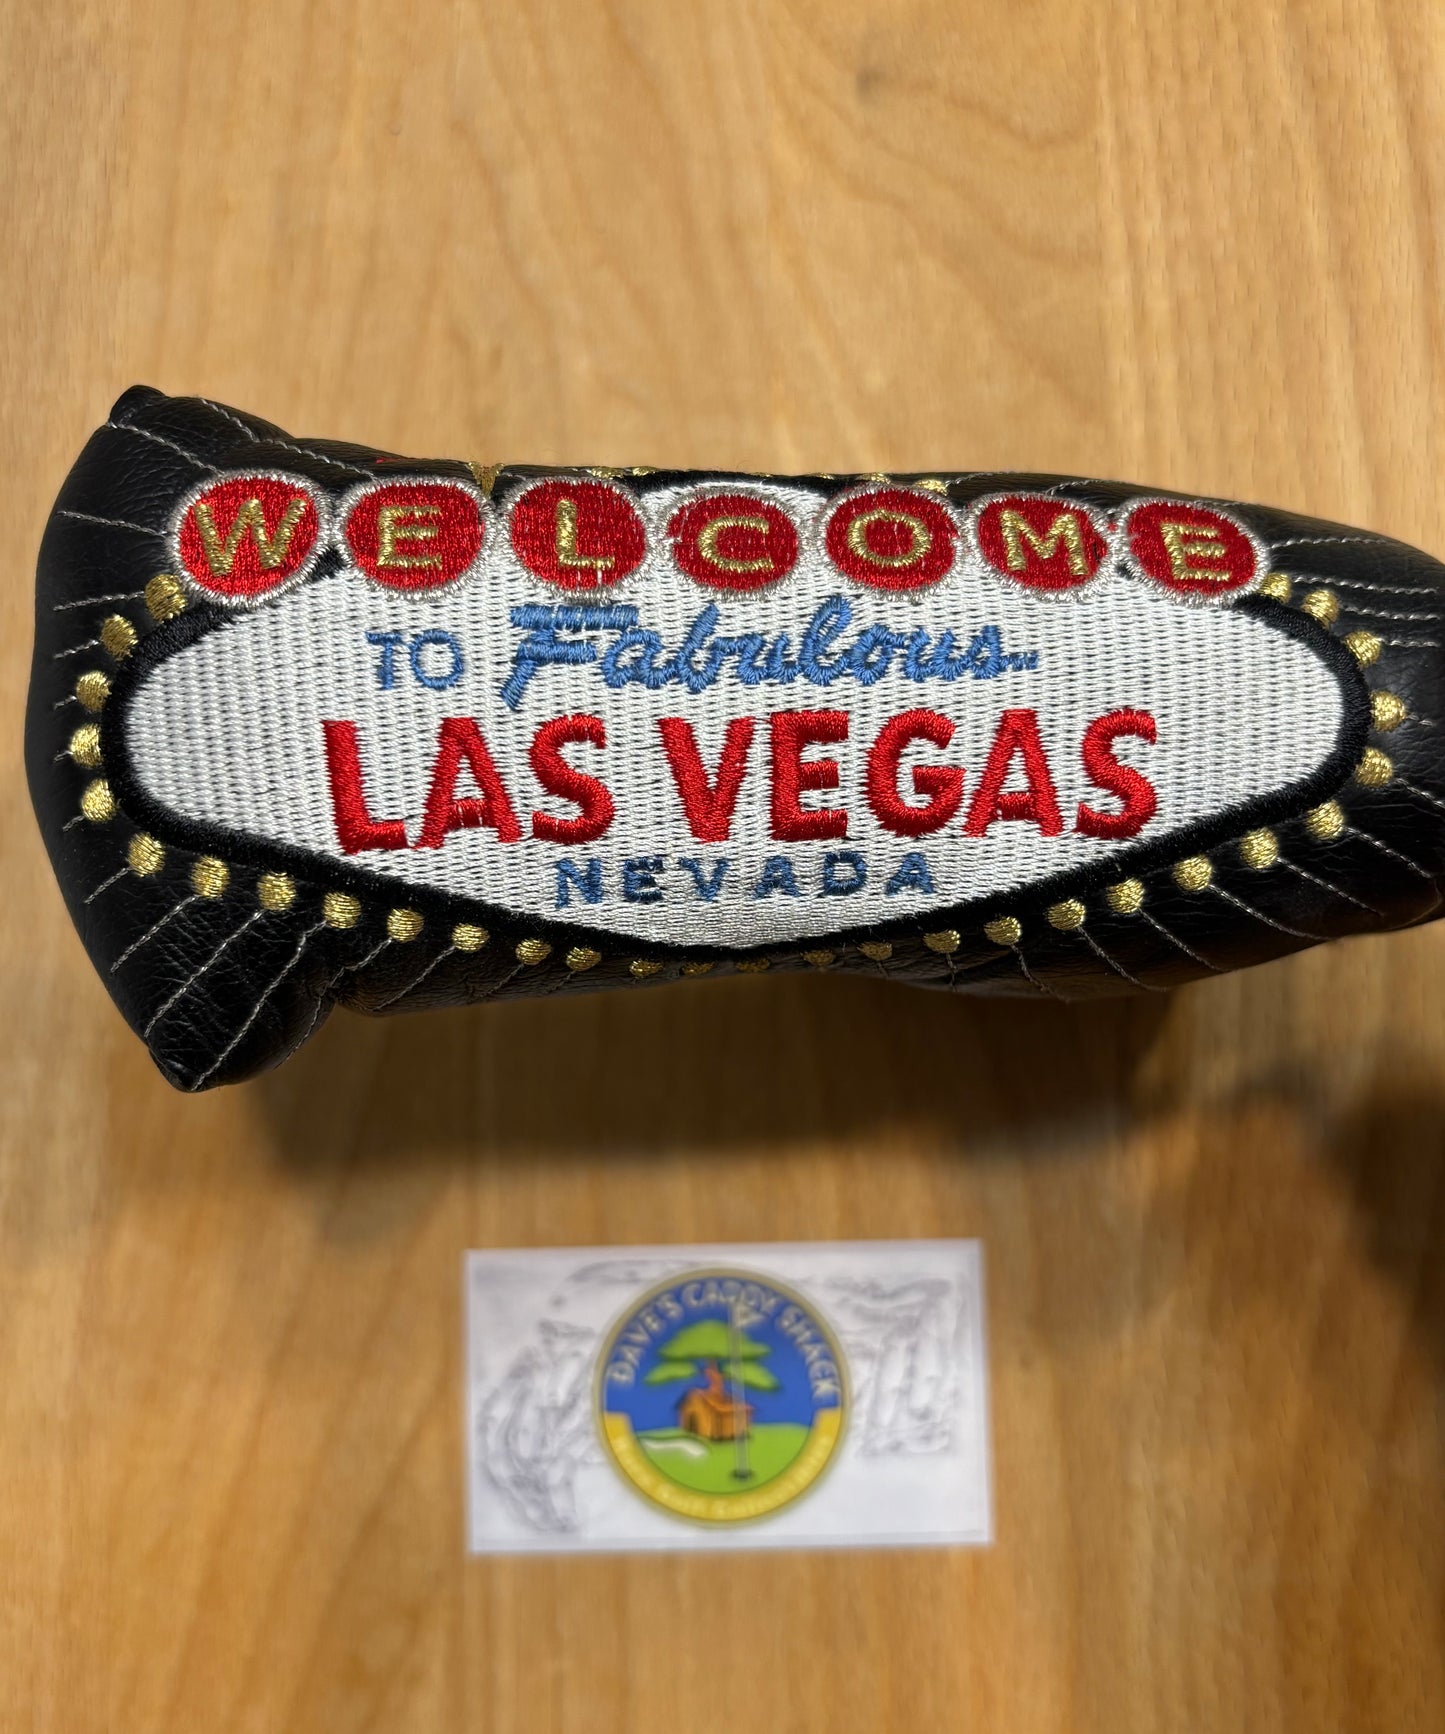 WELCOME
TO Fabulous
LAS VEGAS
NEVADA
DAVE'S CADDY SHACK